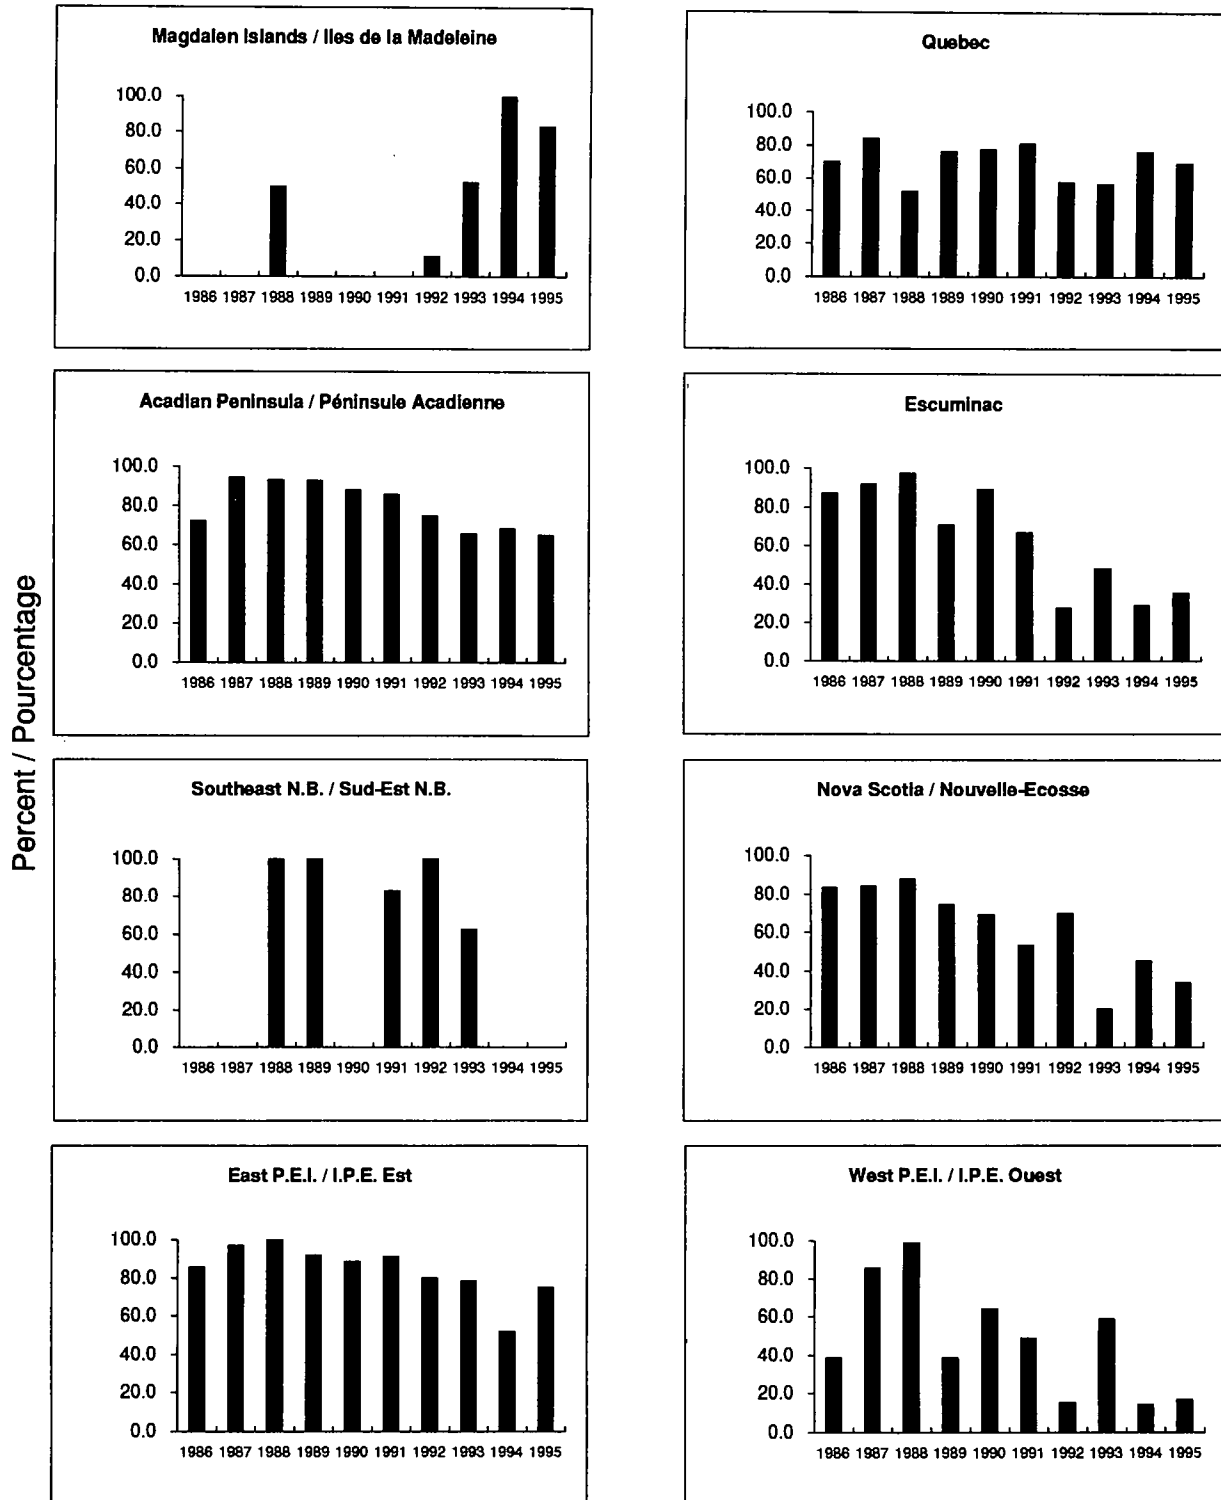 Percent / Pourcentage
Magdalen Islands / Iles de la Madeleine
100.0
80.0
60.0
40.0
20.0
0.0
1986 1987 1988 1989 1990 1991 1992 1993 1994 1995
Quebec
100.0
80.0
60.0
40.0
20.0
0.0
1986 1987 1988 1989 1990 1991 1992 1993 1994 1995
Acadian Peninsula / Péninsule Acadienne
100.0
80.0
60.0
40.0
20.0
0.0
1986 1987 1988 1989 1990 1991 1992 1993 1994 1995
Escuminac
100.0
80.0
60.0
40.0
20.0
0.0
1986 1987 1988 1989 1990 1991 1992 1993 1994 1995
Southeast N.B. / Sud-Est N.B.
100.0
80.0
60.0
40.0
20.0
0.0
1986 1987 1988 1989 1990 1991 1992 1993 1994 1995
Nova Scotia / Nouvelle-Ecosse
100.0
80.0
60.0
40.0
20.0
0.0
1986 1987 1988 1989 1990 1991 1992 1993 1994 1995
East P.E.I. / I.P.E. Est
100.0
80.0
60.0
40.0
20.0
0.0
1986 1987 1988 1989 1990 1991 1992 1993 1994 1995
West P.E.I. / I.P.E. Ouest
100.0
80.0
60.0
40.0
20.0
0.0
1986 1987 1988 1989 1990 1991 1992 1993 1994 1995